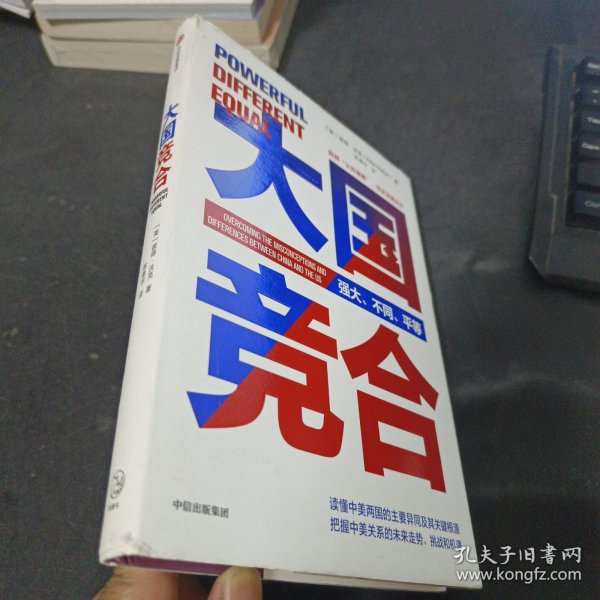 POWERFUL
DIFFERENT
EQUAL
大国
OVERCOMING THE MISCONCEPTIONS AND
DIFFERENCES BETWEEN CHINA AND THE US
强大、不同、平等
竞合
读懂中美两国的主要异同及其关键根源
把握中美关系的未来走势、挑战和机遇
中信出版集团
大国竞合
POWERFUL
DIFFERENT
EQUAL
孔夫子旧书网
www.kongfz.com